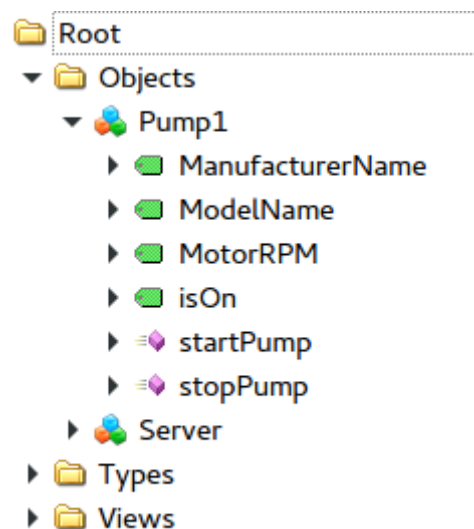 Root
Objects
Pump1
ManufacturerName
ModelName
MotorRPM
isOn
startPump
stopPump
Server
Types
Views